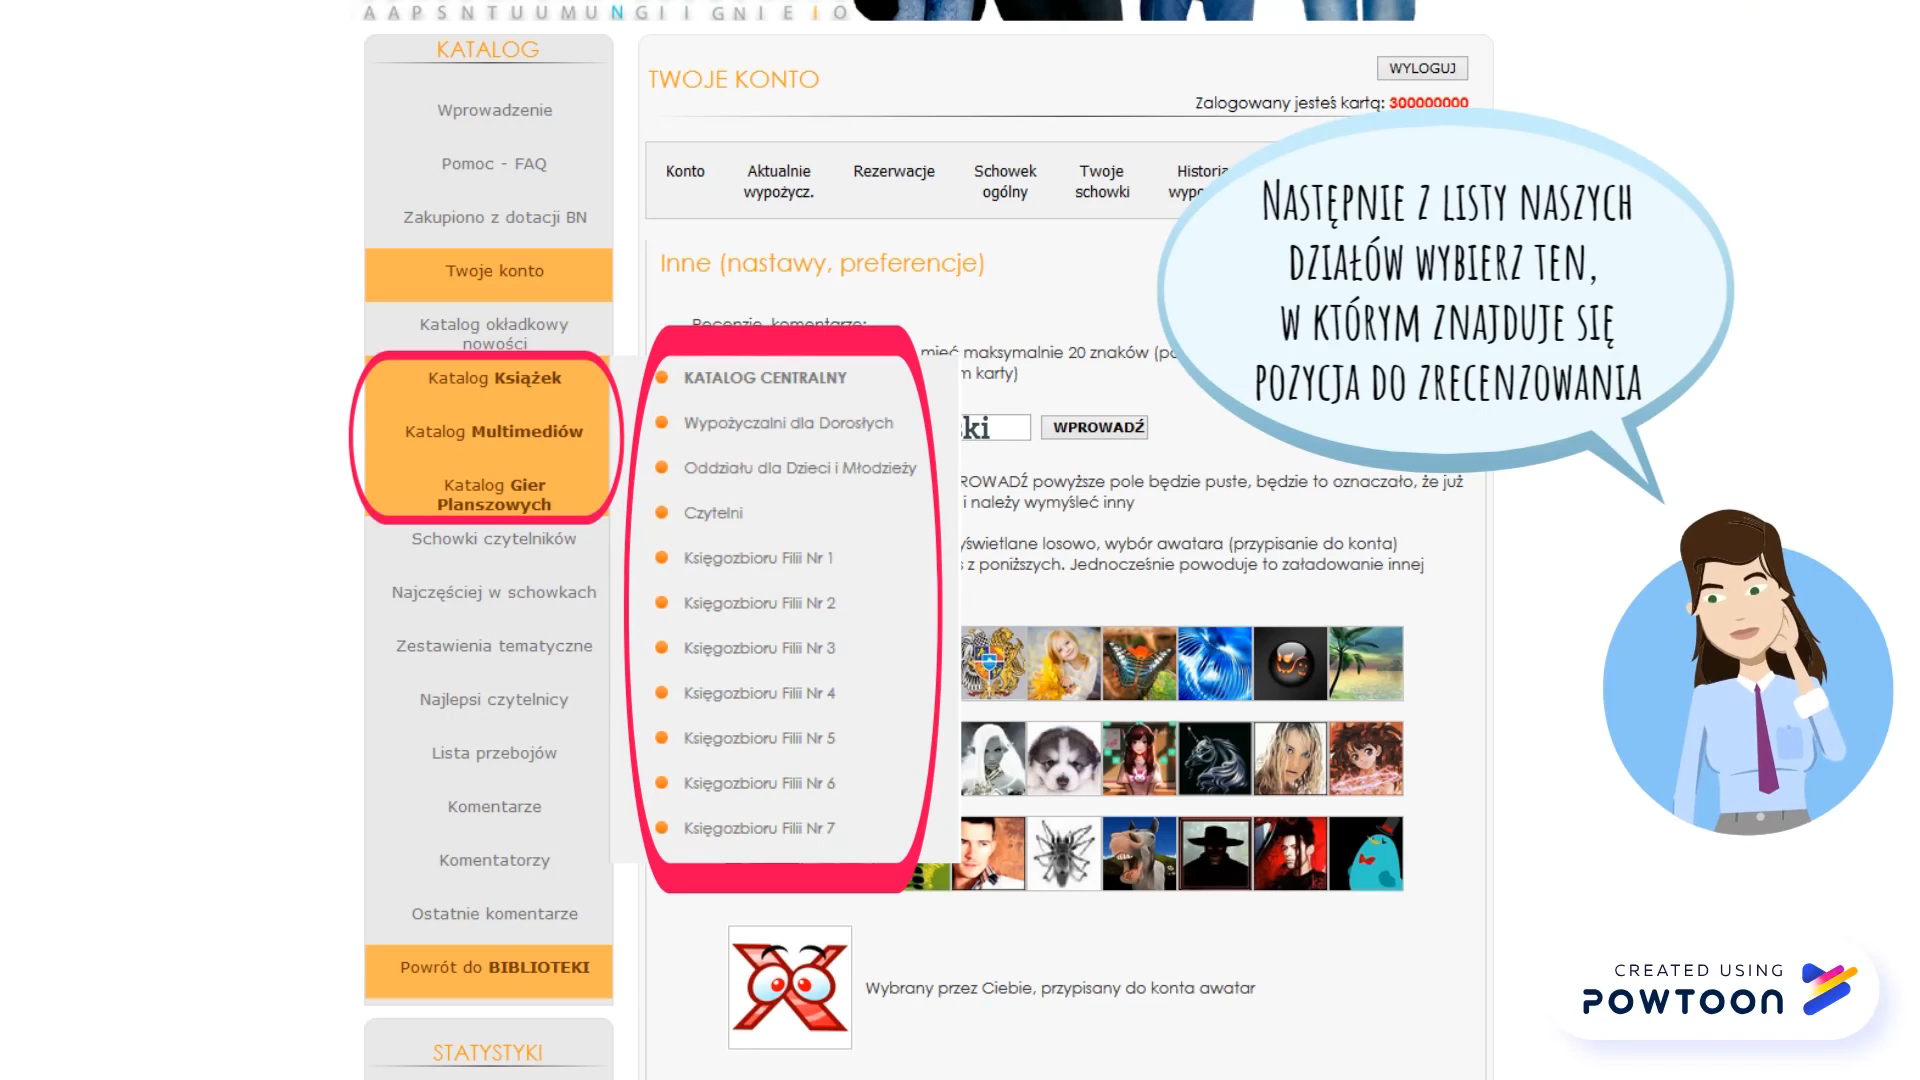 AAPSNTUUMUNGIIGNIEIO
KATALOG
Wprowadzenie
Pomoc - FAQ
Zakupiono z dotacji BN
Twoje konto
Katalog okładkowy
nowości
Katalog Książek
Katalog Multimediów
Katalog Gier
Planszowych
Schowki czytelników
Najczęściej w schowkach
Zestawienia tematyczne
Najlepsi czytelnicy
Lista przebojów
Komentarze
Komentatorzy
Ostatnie komentarze
Powrót do BIBLIOTEKI
STATYSTYKI
TWOJE KONTO
WYLOGUJ
Zalogowany jesteś kartą: 300000000
Konto
Aktualnie
wypożycz.
Rezerwacje
Schowek
ogólny
Twoje
schowki
Inne (nastawy, preferencje)
Recenzje, komentarze:
mieć maksymalnie 20 znaków
karty)
KATALOG CENTRALNY
Wypożyczalni dla Dorosłych
Oddziału dla Dzieci i Młodzieży
Czytelni
Księgozbioru Filii Nr 1
Księgozbioru Filii Nr 2
Księgozbioru Filii Nr 3
Księgozbioru Filii Nr 4
Księgozbioru Filii Nr 5
Księgozbioru Filii Nr 6
Księgozbioru Filii Nr 7
ski
WPROWADŹ
ROWADŹ powyższe pole będzie puste, będzie to oznaczało, że już
i należy wymyśleć inny
yświetlane losowo, wybór awatara (przypisanie do konta)
z poniższych. Jednocześnie powoduje to załadowanie innej
Wybrany przez Ciebie, przypisany do konta awatar
Następnie z listy naszych
działów wybierz ten,
w którym znajduje się
pozycja do zrecenzowania
CREATED USING
POWTOON